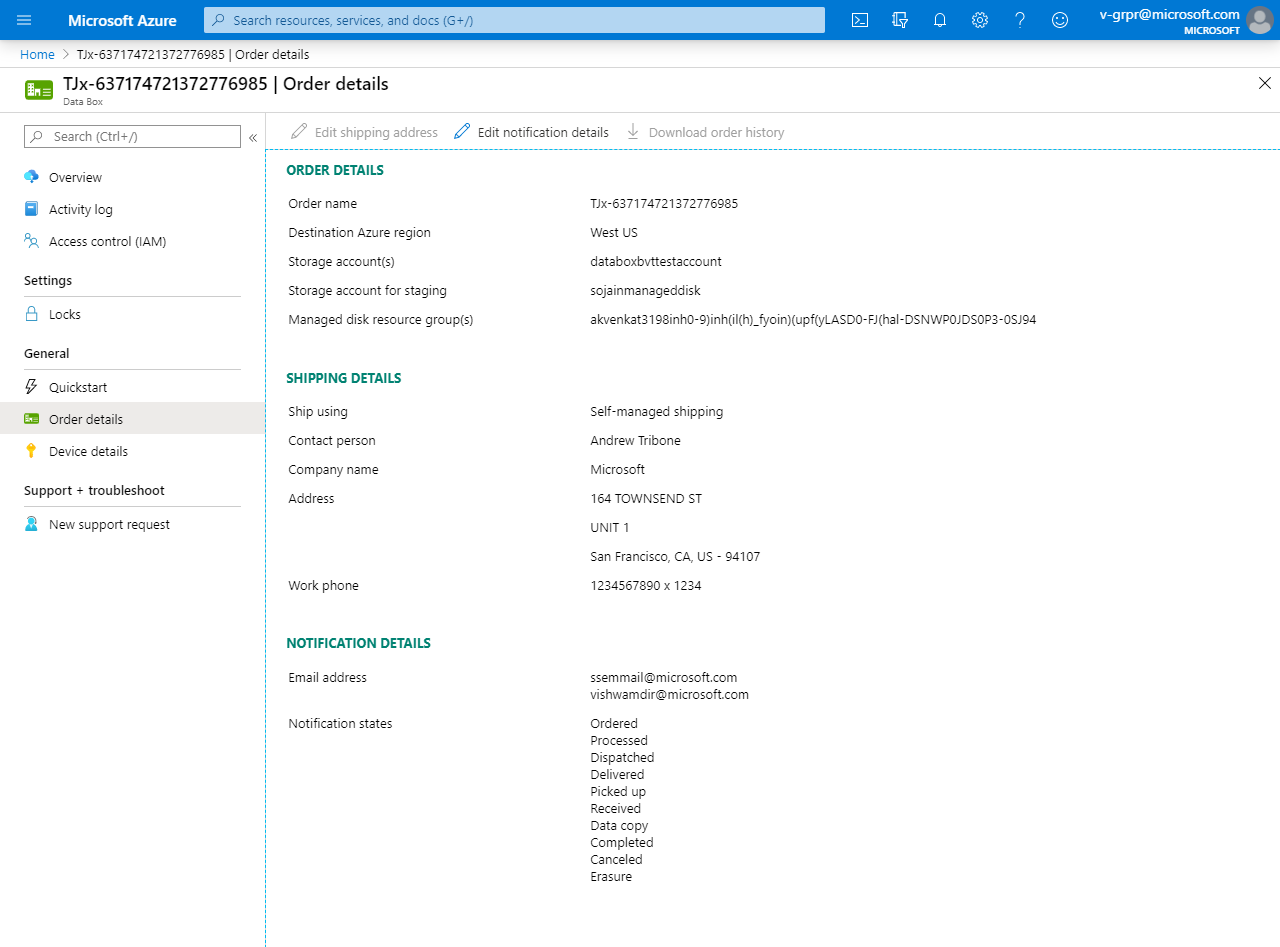 Microsoft Azure
Search resources, services, and docs (G+/)
v-grpr@microsoft.com
MICROSOFT
Home > TJx-637174721372776985 | Order details
TJx-637174721372776985 | Order details
Data Box
Search (Ctrl+/)
«
Overview
Activity log
Access control (IAM)
Settings
Locks
General
Quickstart
Order details
Device details
Support + troubleshoot
New support request
Edit shipping address
Edit notification details
Download order history
ORDER DETAILS
Order name TJx-637174721372776985
Destination Azure region West US
Storage account(s) databoxbvttestaccount
Storage account for staging sojainmanageddisk
Managed disk resource group(s) akvenkat3198inh0-9)inh(il(h)_fyoin)(upf(yLASD0-FJ(hal-DSNWP0JDS0P3-0SJ94
SHIPPING DETAILS
Ship using Self-managed shipping
Contact person Andrew Tribone
Company name Microsoft
Address 164 TOWNSEND ST
UNIT 1
San Francisco, CA, US - 94107
Work phone 1234567890 x 1234
NOTIFICATION DETAILS
Email address ssemmail@microsoft.com
vishwamdir@microsoft.com
Notification states Ordered
Processed
Dispatched
Delivered
Picked up
Received
Data copy
Completed
Canceled
Erasure